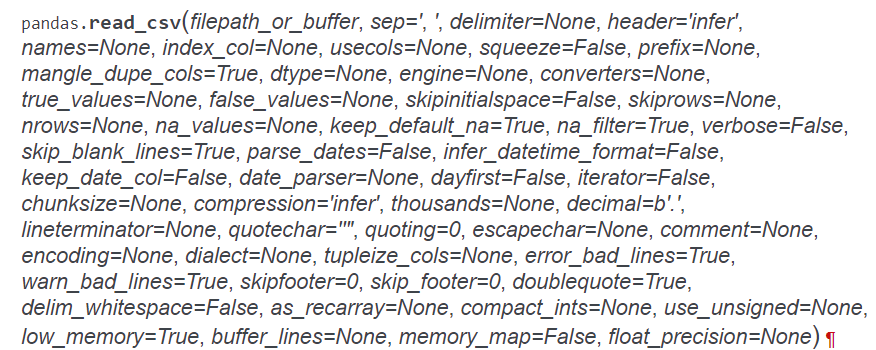 pandas.read_csv(filepath_or_buffer, sep=', ', delimiter=None, header='infer',
names=None, index_col=None, usecols=None, squeeze=False, prefix=None,
mangle_dupe_cols=True, dtype=None, engine=None, converters=None,
true_values=None, false_values=None, skipinitialspace=False, skiprows=None,
nrows=None, na_values=None, keep_default_na=True, na_filter=True, verbose=False,
skip_blank_lines=True, parse_dates=False, infer_datetime_format=False,
keep_date_col=False, date_parser=None, dayfirst=False, iterator=False,
chunksize=None, compression='infer', thousands=None, decimal=b'.',
lineterminator=None, quotechar='"', quoting=0, escapechar=None, comment=None,
encoding=None, dialect=None, tupleize_cols=None, error_bad_lines=True,
warn_bad_lines=True, skipfooter=0, skip_footer=0, doublequote=True,
delim_whitespace=False, as_recarray=None, compact_ints=None, use_unsigned=None,
low_memory=True, buffer_lines=None, memory_map=False, float_precision=None) ¶